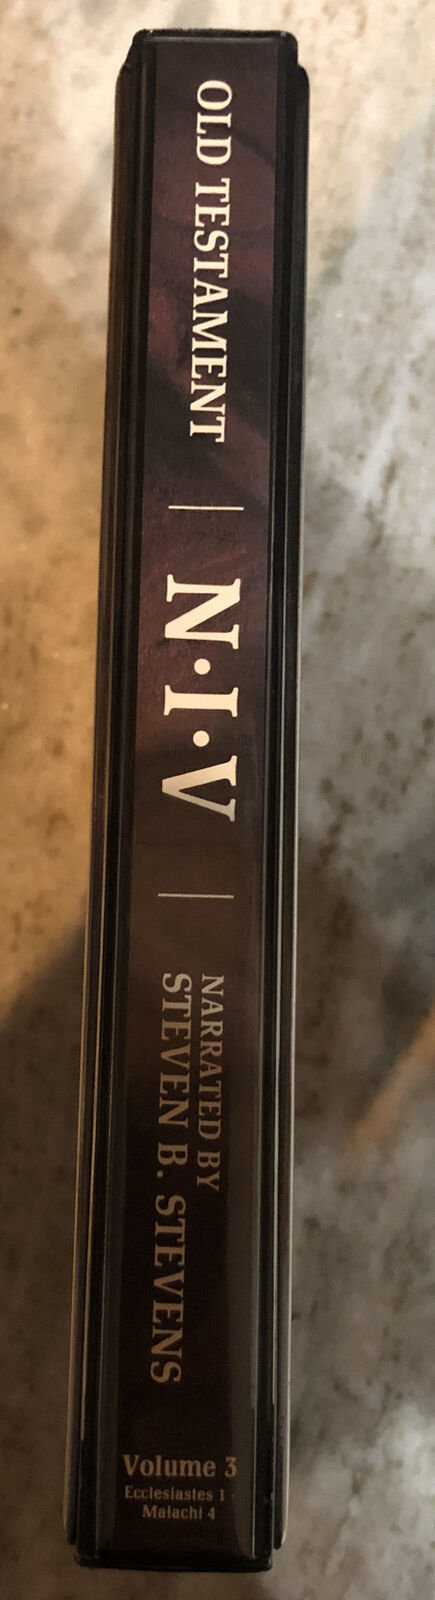 OLD TESTAMENT
N·I·V
NARRATED BY
STEVEN B. STEVENS
Volume 3
Ecclesiastes 1 -
Malachi 4